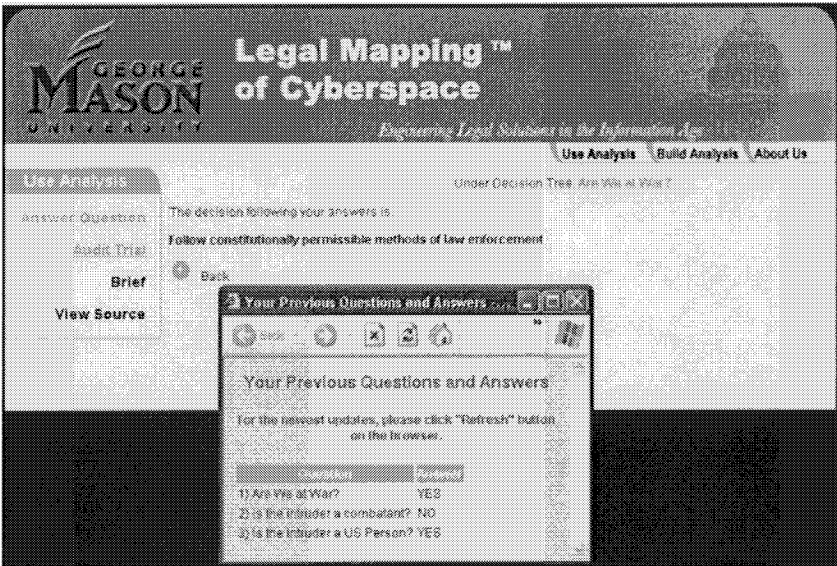 GEORGE
MASON
UNIVERSITY
Legal Mapping ™
of Cyberspace
Engineering Legal Solutions in the Information Age
Use Analysis Build Analysis About Us
Use Analysis
Under Decision Tree: Are We at War?
Answer Question
Audit Trial
Brief
View Source
The decision following your answers is :
Follow constitutionally permissible methods of law enforcement
Back
Your Previous Questions and Answers ...
Back
Your Previous Questions and Answers
For the newest updates, please click "Refresh" button
on the browser.
Question Answer
1) Are We at War? YES
2) Is the intruder a combatant? NO
3) Is the intruder a US Person? YES